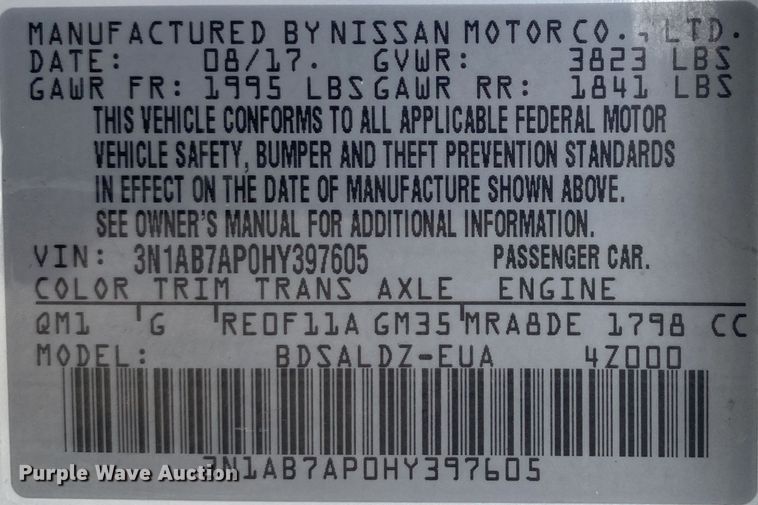 MANUFACTURED BY NISSAN MOTOR CO., LTD.
DATE: 08/17. GVWR: 3823 LBS
GAWR FR: 1995 LBS GAWR RR: 1841 LBS
THIS VEHICLE CONFORMS TO ALL APPLICABLE FEDERAL MOTOR
VEHICLE SAFETY, BUMPER AND THEFT PREVENTION STANDARDS
IN EFFECT ON THE DATE OF MANUFACTURE SHOWN ABOVE.
SEE OWNER'S MANUAL FOR ADDITIONAL INFORMATION.
VIN: 3N1AB7AP0HY397605 PASSENGER CAR.
COLOR TRIM TRANS AXLE ENGINE
QM1 G RE0F11A GM35 MRA8DE 1798 CC
MODEL: BDSALDZ-EUA 4Z000
3N1AB7AP0HY397605
Purple Wave Auction